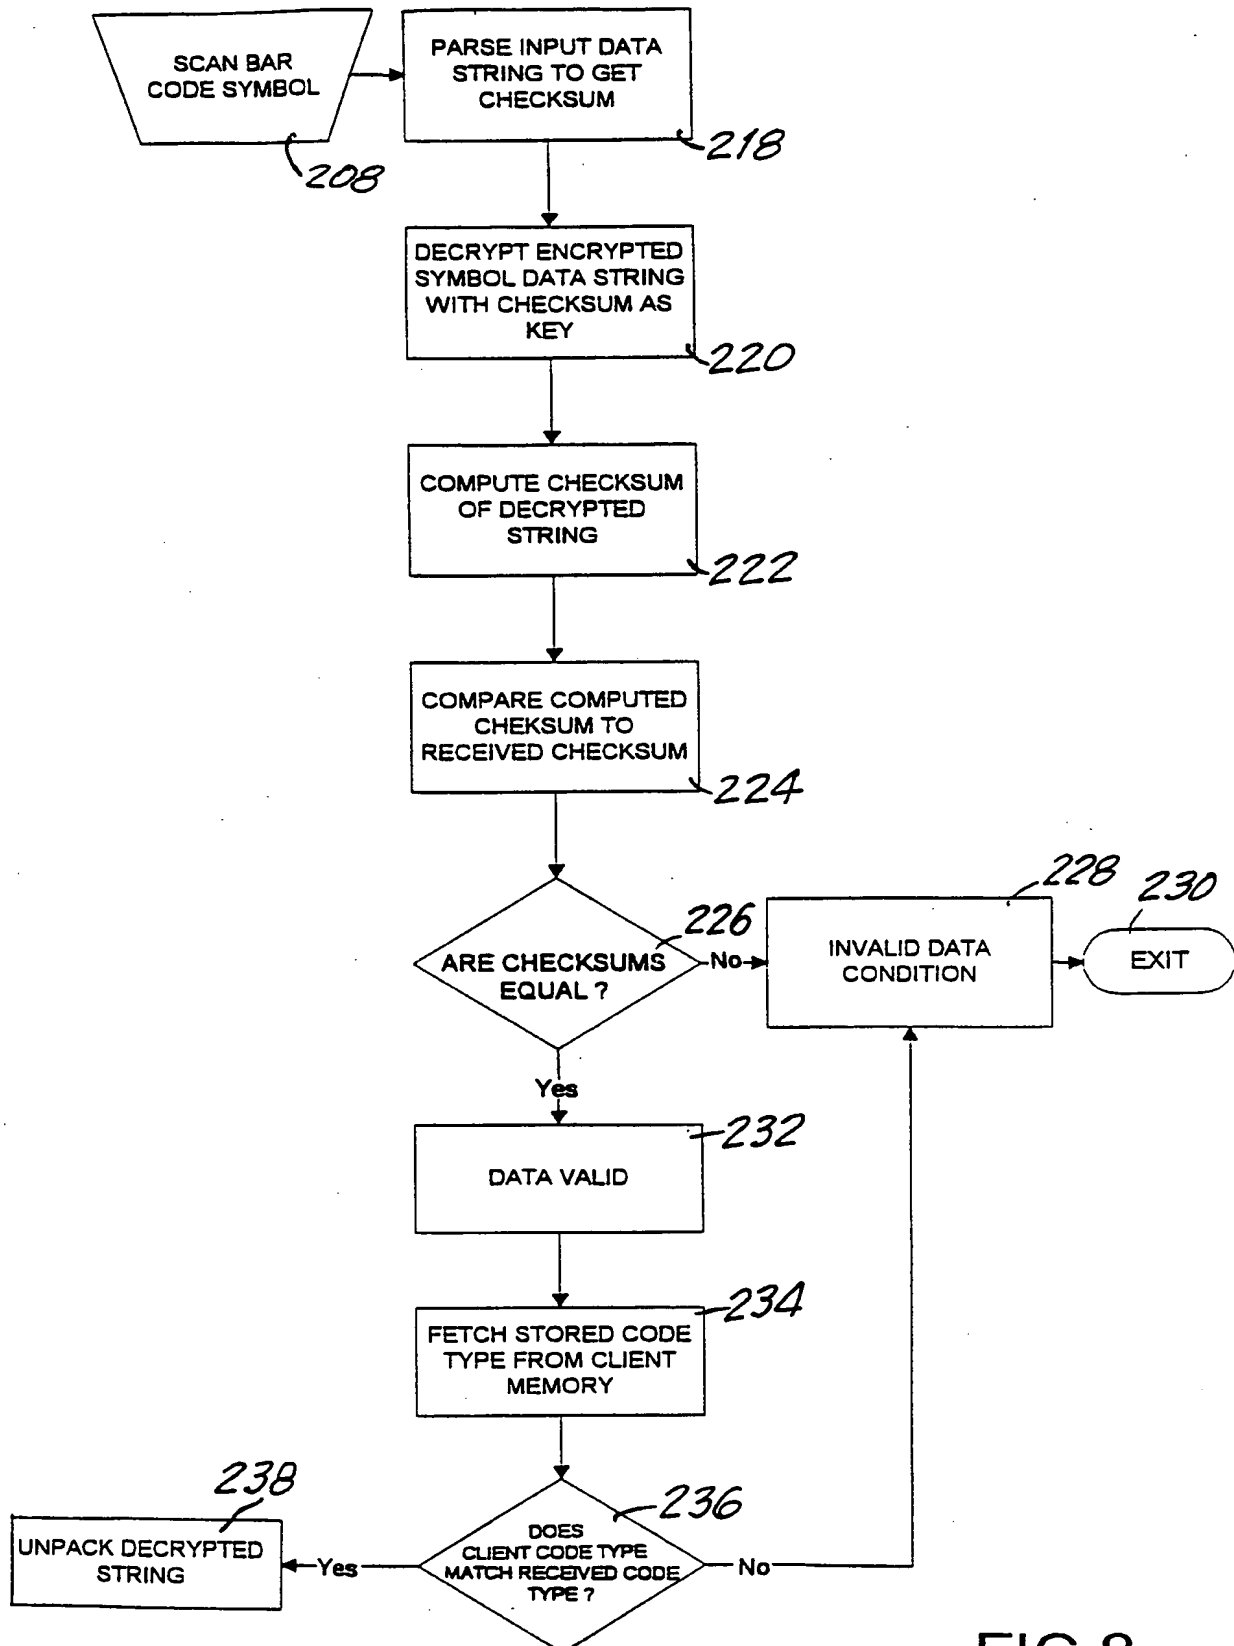 SCAN BAR
CODE SYMBOL
208
PARSE INPUT DATA
STRING TO GET
CHECKSUM
218
DECRYPT ENCRYPTED
SYMBOL DATA STRING
WITH CHECKSUM AS
KEY
220
COMPUTE CHECKSUM
OF DECRYPTED
STRING
222
COMPARE COMPUTED
CHEKSUM TO
RECEIVED CHECKSUM
224
ARE CHECKSUMS
EQUAL ?
226
No
INVALID DATA
CONDITION
228
EXIT
230
Yes
DATA VALID
232
FETCH STORED CODE
TYPE FROM CLIENT
MEMORY
234
DOES
CLIENT CODE TYPE
MATCH RECEIVED CODE
TYPE ?
236
No
Yes
UNPACK DECRYPTED
STRING
238
FIG 8